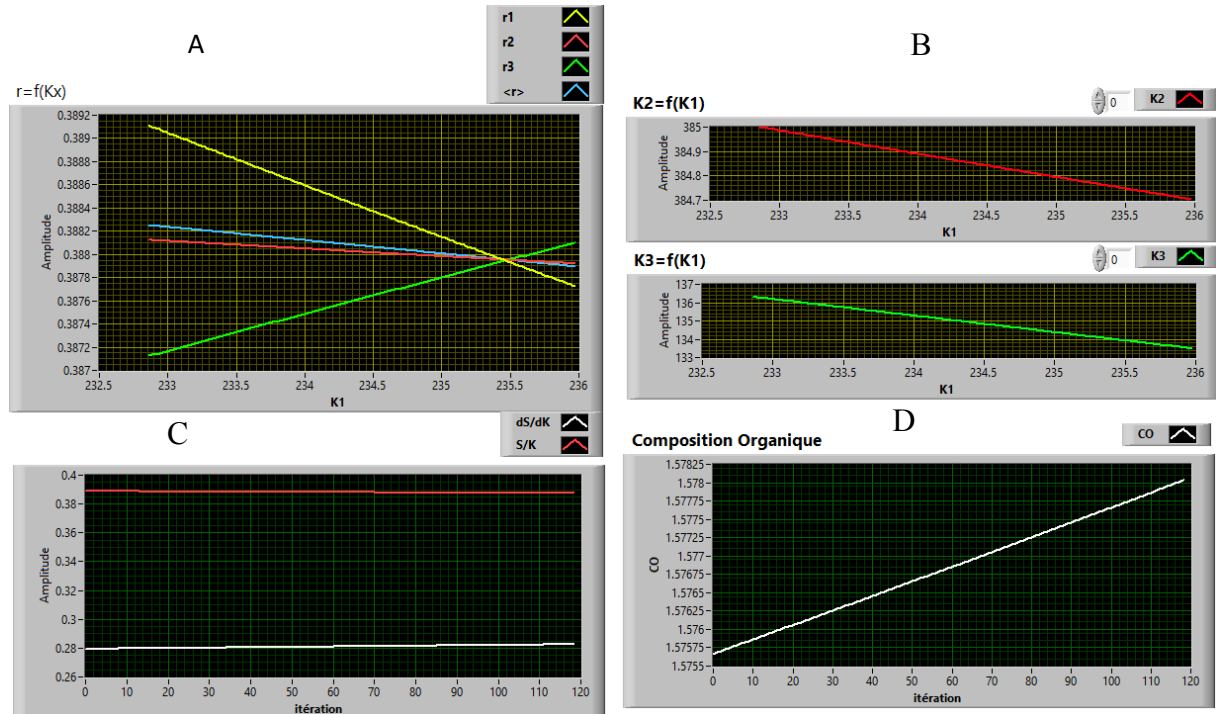 A
r1
r2
r3
<r>
r=f(Kx)
Amplitude
0.3892
0.389
0.3888
0.3886
0.3884
0.3882
0.388
0.3878
0.3876
0.3874
0.3872
0.387
232.5 233 233.5 234 234.5 235 235.5 236
K1
B
K2=f(K1)
0
K2
Amplitude
385
384.9
384.8
384.7
232.5 233 233.5 234 234.5 235 235.5 236
K1
K3=f(K1)
0
K3
Amplitude
137
136
135
134
133
232.5 233 233.5 234 234.5 235 235.5 236
K1
C
dS/dK
S/K
Amplitude
0.4
0.38
0.36
0.34
0.32
0.3
0.28
0.26
0 10 20 30 40 50 60 70 80 90 100 110 120
itération
D
Composition Organique
CO
CO
1.57825
1.578
1.57775
1.5775
1.57725
1.577
1.57675
1.5765
1.57625
1.576
1.57575
1.5755
0 10 20 30 40 50 60 70 80 90 100 110 120
itération